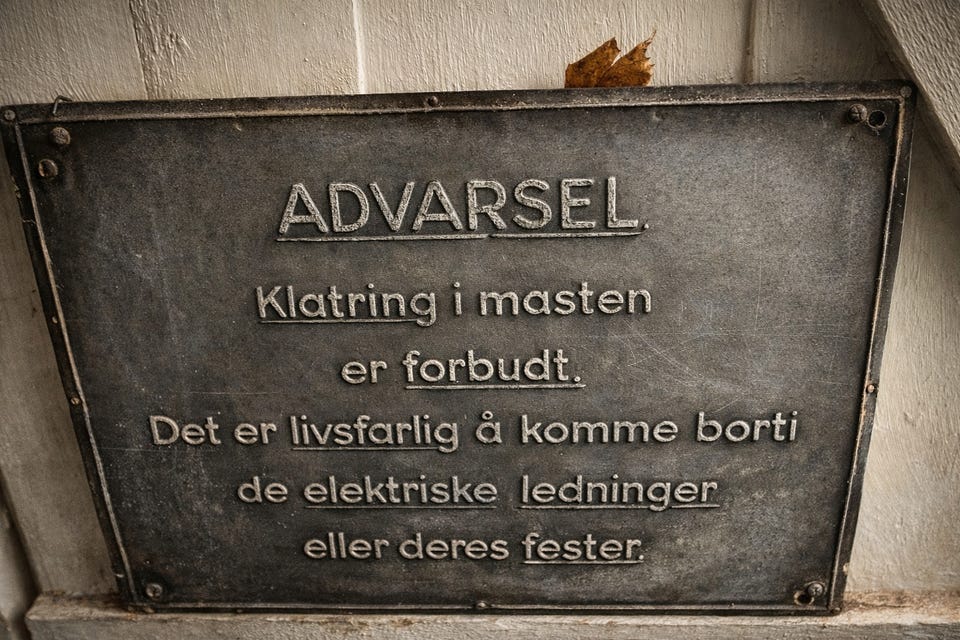 ADVARSEL.
Klatring i masten
er forbudt.
Det er livsfarlig å komme borti
de elektriske ledninger
eller deres fester.